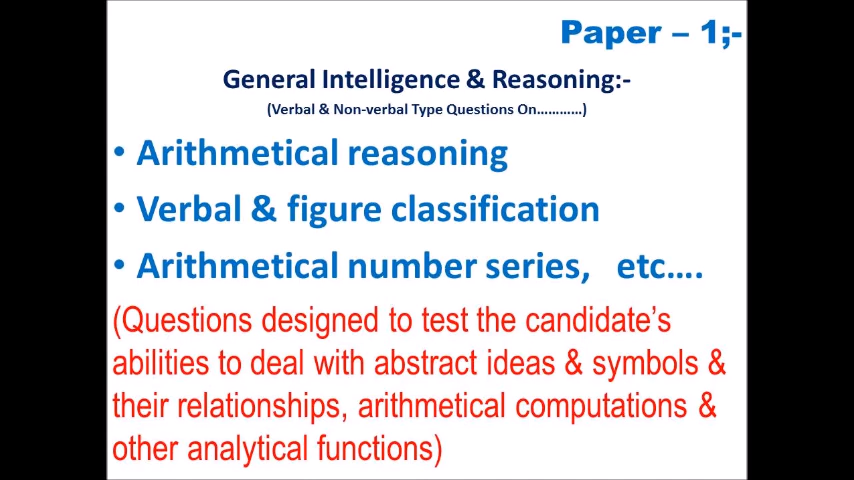 Paper – 1;-
General Intelligence & Reasoning:-
(Verbal & Non-verbal Type Questions On…………)
• Arithmetical reasoning
• Verbal & figure classification
• Arithmetical number series, etc….
(Questions designed to test the candidate’s
abilities to deal with abstract ideas & symbols &
their relationships, arithmetical computations &
other analytical functions)